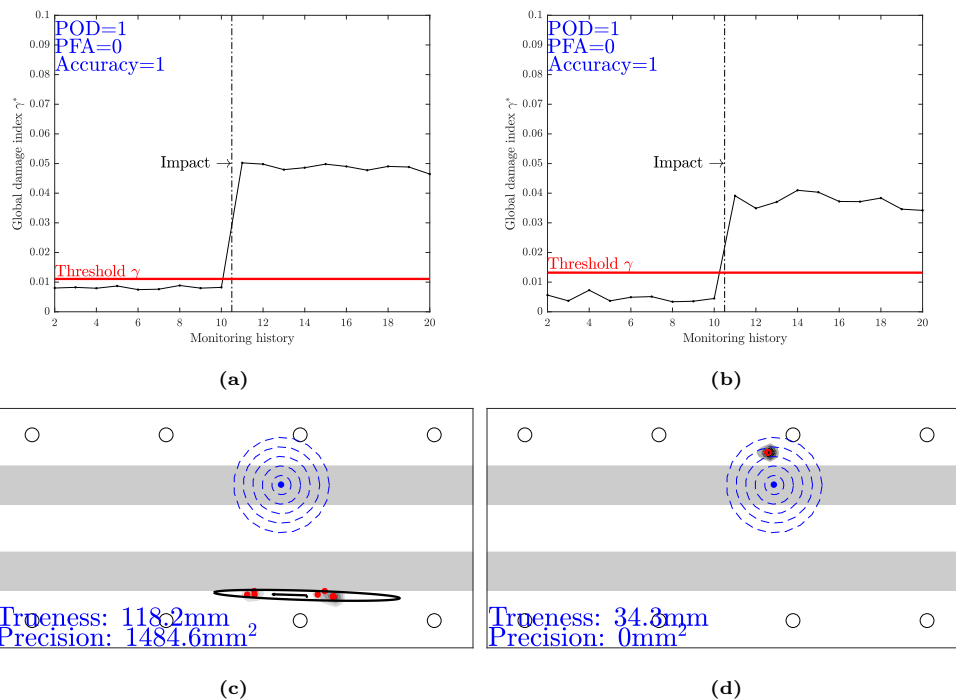 0.1
POD=1
0.09
PFA=0
0.08
Accuracy=1
0.07
0.06
0.05
Impact →
0.04
0.03
0.02
Threshold γ
0.01
0
2 4 6 8 10 12 14 16 18 20
Monitoring history
Global damage index γ*
(a)
0.1
POD=1
0.09
PFA=0
0.08
Accuracy=1
0.07
0.06
0.05
Impact →
0.04
0.03
0.02
Threshold γ
0.01
0
2 4 6 8 10 12 14 16 18 20
Monitoring history
Global damage index γ*
(b)
Trueness: 118.2mm
Precision: 1484.6mm²
(c)
Trueness: 34.3mm
Precision: 0mm²
(d)